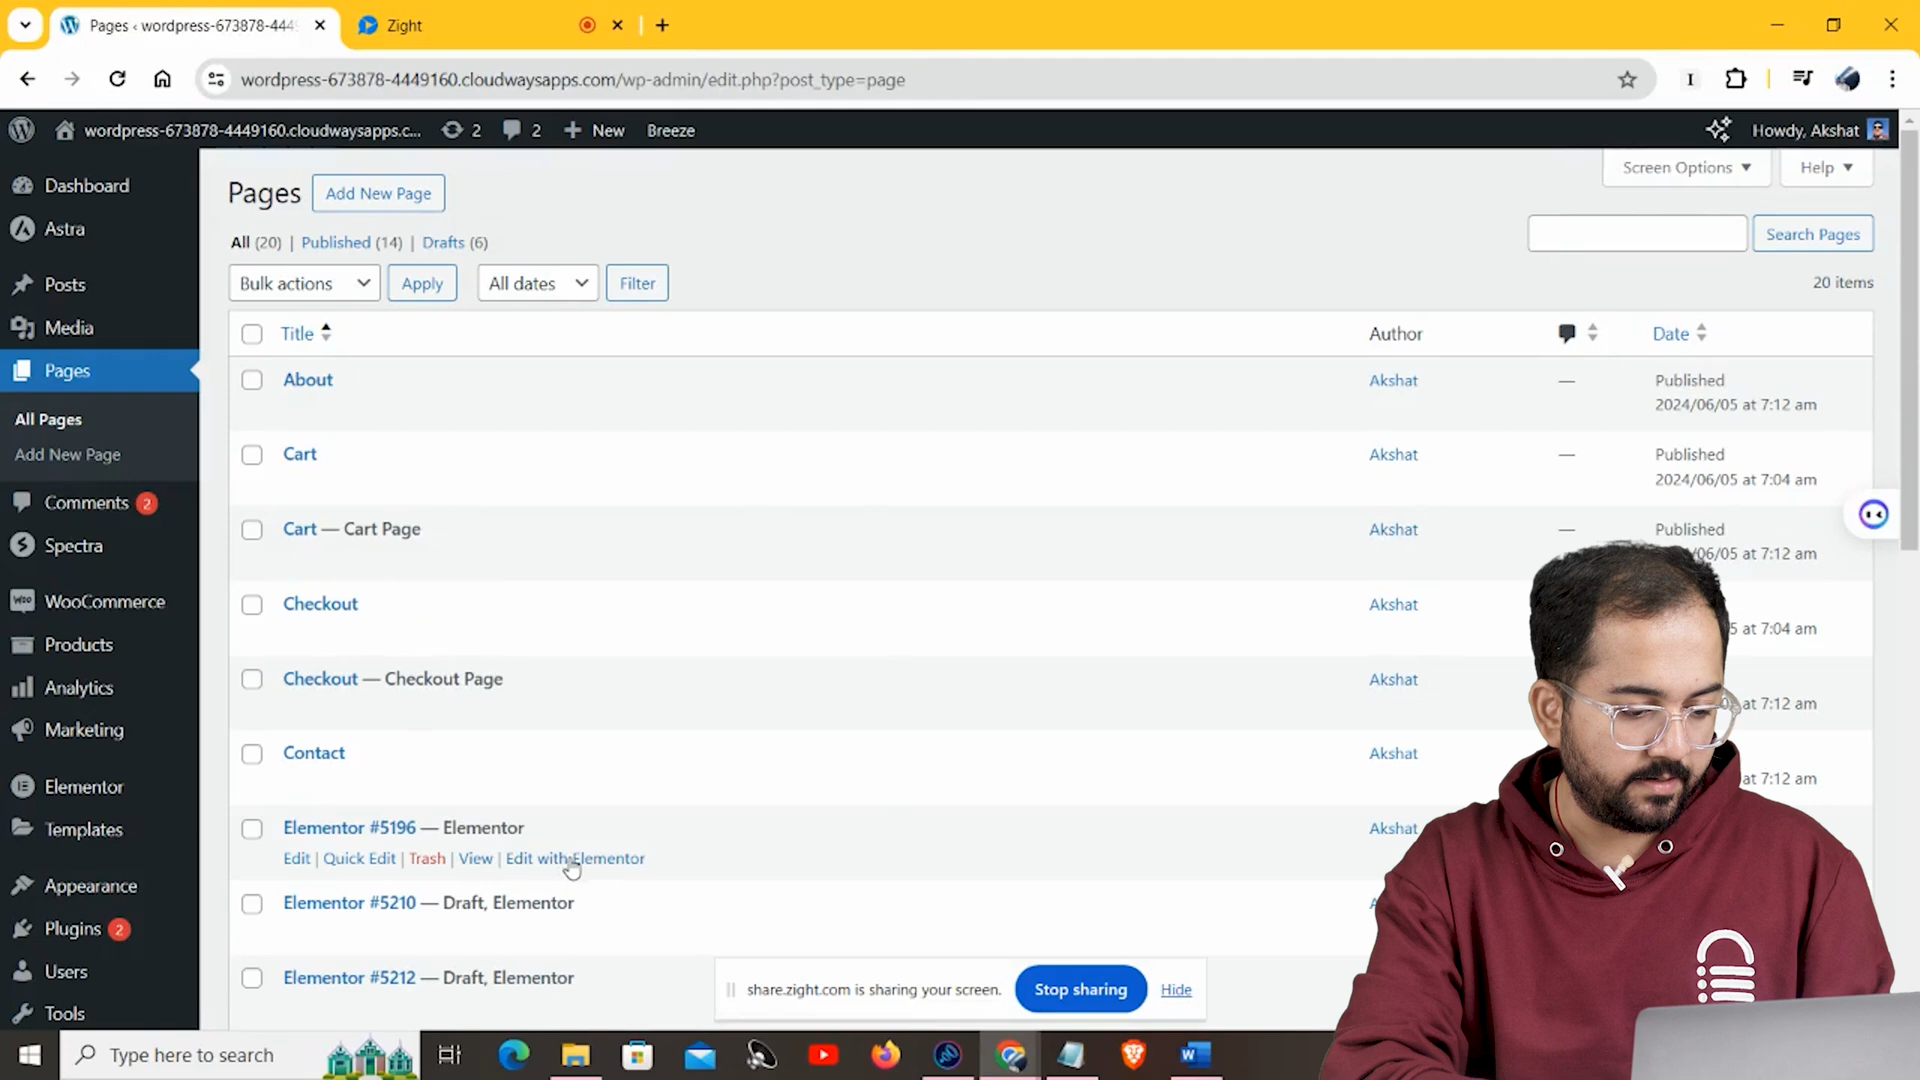 Pages ‹ wordpress-673878-444
Zight
wordpress-673878-4449160.cloudwaysapps.com/wp-admin/edit.php?post_type=page
wordpress-673878-4449160.cloudwaysapps.c... 2 2 New Breeze Howdy, Akshat
Dashboard
Astra
Posts
Media
Pages
All Pages
Add New Page
Comments 2
Spectra
WooCommerce
Products
Analytics
Marketing
Elementor
Templates
Appearance
Plugins 2
Users
Tools
Screen Options Help
Pages Add New Page
All (20) | Published (14) | Drafts (6)
Search Pages
Bulk actions Apply All dates Filter
20 items
Title Author Date
About Akshat — Published
2024/06/05 at 7:12 am
Cart Akshat — Published
2024/06/05 at 7:04 am
Cart — Cart Page Akshat — Published
/06/05 at 7:12 am
Checkout Akshat
5 at 7:04 am
Checkout — Checkout Page Akshat
at 7:12 am
Contact Akshat
at 7:12 am
Elementor #5196 — Elementor Akshat
Edit | Quick Edit | Trash | View | Edit with Elementor
Elementor #5210 — Draft, Elementor
Elementor #5212 — Draft, Elementor
share.zight.com is sharing your screen. Stop sharing Hide
Type here to search